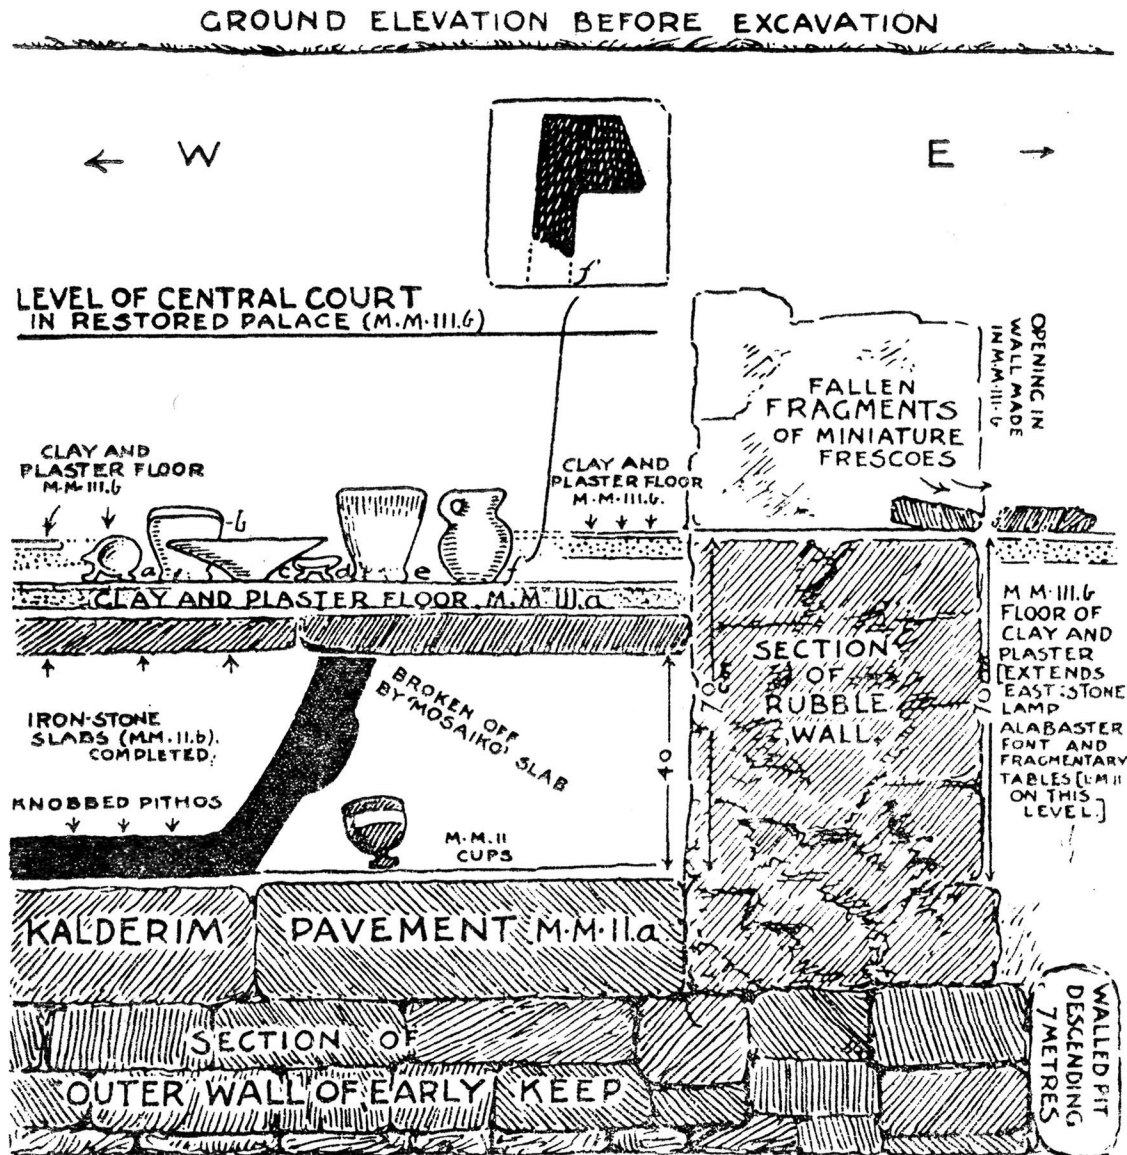 GROUND ELEVATION BEFORE EXCAVATION
← W
E →
f'
LEVEL OF CENTRAL COURT
IN RESTORED PALACE (M.M.III.b)
OPENING IN
WALL MADE
IN M.M.III.b
FALLEN
FRAGMENTS
OF MINIATURE
FRESCOES
CLAY AND
PLASTER FLOOR
M.M.III.b
CLAY AND
PLASTER FLOOR
M.M.III.b.
b
a
c
d
e
f
CLAY AND PLASTER FLOOR M.M III.a
SECTION
OF
RUBBLE
WALL
70
70
M M.III.b
FLOOR OF
CLAY AND
PLASTER
[EXTENDS
EAST:STONE
LAMP
ALABASTER
FONT AND
FRAGMENTARY
TABLES [L.M II
ON THIS
LEVEL.]
BROKEN OFF
BY 'MOSAIKO' SLAB
IRON-STONE
SLABS (M.M.II.b).
COMPLETED.
40
KNOBBED PITHOS
M.M.II
CUPS
KALDERIM PAVEMENT M.M.II.a
SECTION OF
OUTER WALL OF EARLY KEEP
WALLED PIT
DESCENDING
7 METRES